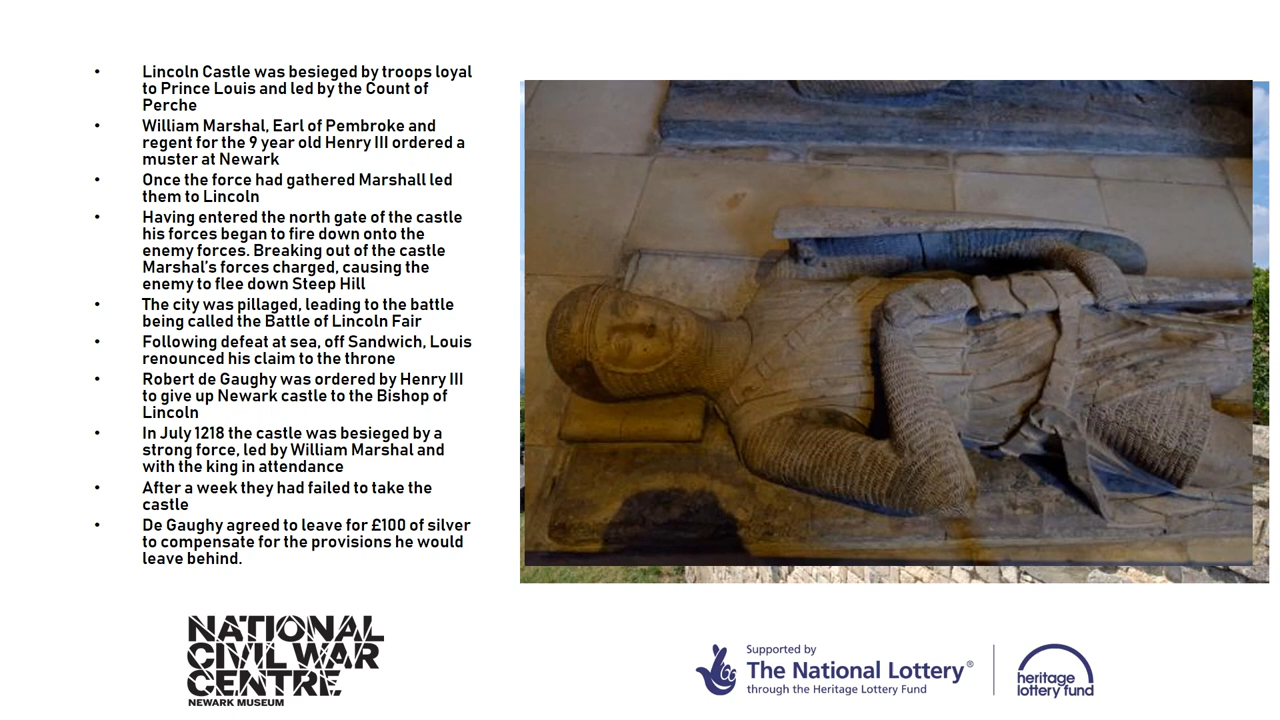 • Lincoln Castle was besieged by troops loyal
to Prince Louis and led by the Count of
Perche
• William Marshal, Earl of Pembroke and
regent for the 9 year old Henry III ordered a
muster at Newark
• Once the force had gathered Marshall led
them to Lincoln
• Having entered the north gate of the castle
his forces began to fire down onto the
enemy forces. Breaking out of the castle
Marshal's forces charged, causing the
enemy to flee down Steep Hill
• The city was pillaged, leading to the battle
being called the Battle of Lincoln Fair
• Following defeat at sea, off Sandwich, Louis
renounced his claim to the throne
• Robert de Gaughy was ordered by Henry III
to give up Newark castle to the Bishop of
Lincoln
• In July 1218 the castle was besieged by a
strong force, led by William Marshal and
with the king in attendance
• After a week they had failed to take the
castle
• De Gaughy agreed to leave for £100 of silver
to compensate for the provisions he would
leave behind.
NATIONAL
CIVIL WAR
CENTRE
NEWARK MUSEUM
Supported by
The National Lottery®
through the Heritage Lottery Fund
heritage
lottery fund